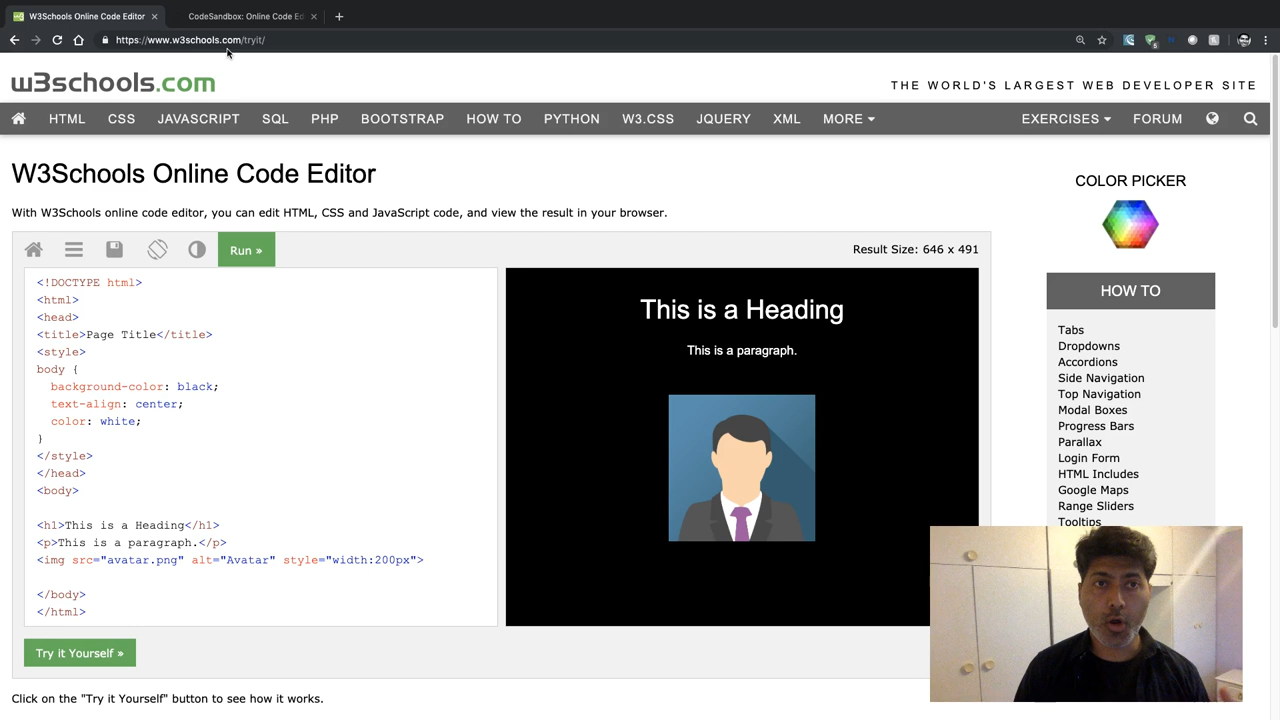 W3Schools Online Code Editor
CodeSandbox: Online Code Ed
https://www.w3schools.com/tryit/
w3schools.com
THE WORLD'S LARGEST WEB DEVELOPER SITE
HTML CSS JAVASCRIPT SQL PHP BOOTSTRAP HOW TO PYTHON W3.CSS JQUERY XML MORE EXERCISES FORUM
W3Schools Online Code Editor
With W3Schools online code editor, you can edit HTML, CSS and JavaScript code, and view the result in your browser.
Run »
Result Size: 646 x 491
<!DOCTYPE html>
<html>
<head>
<title>Page Title</title>
<style>
body {
background-color: black;
text-align: center;
color: white;
}
</style>
</head>
<body>
<h1>This is a Heading</h1>
<p>This is a paragraph.</p>
<img src="avatar.png" alt="Avatar" style="width:200px">
</body>
</html>
This is a Heading
This is a paragraph.
Try it Yourself »
Click on the "Try it Yourself" button to see how it works.
COLOR PICKER
HOW TO
Tabs
Dropdowns
Accordions
Side Navigation
Top Navigation
Modal Boxes
Progress Bars
Parallax
Login Form
HTML Includes
Google Maps
Range Sliders
Tooltips